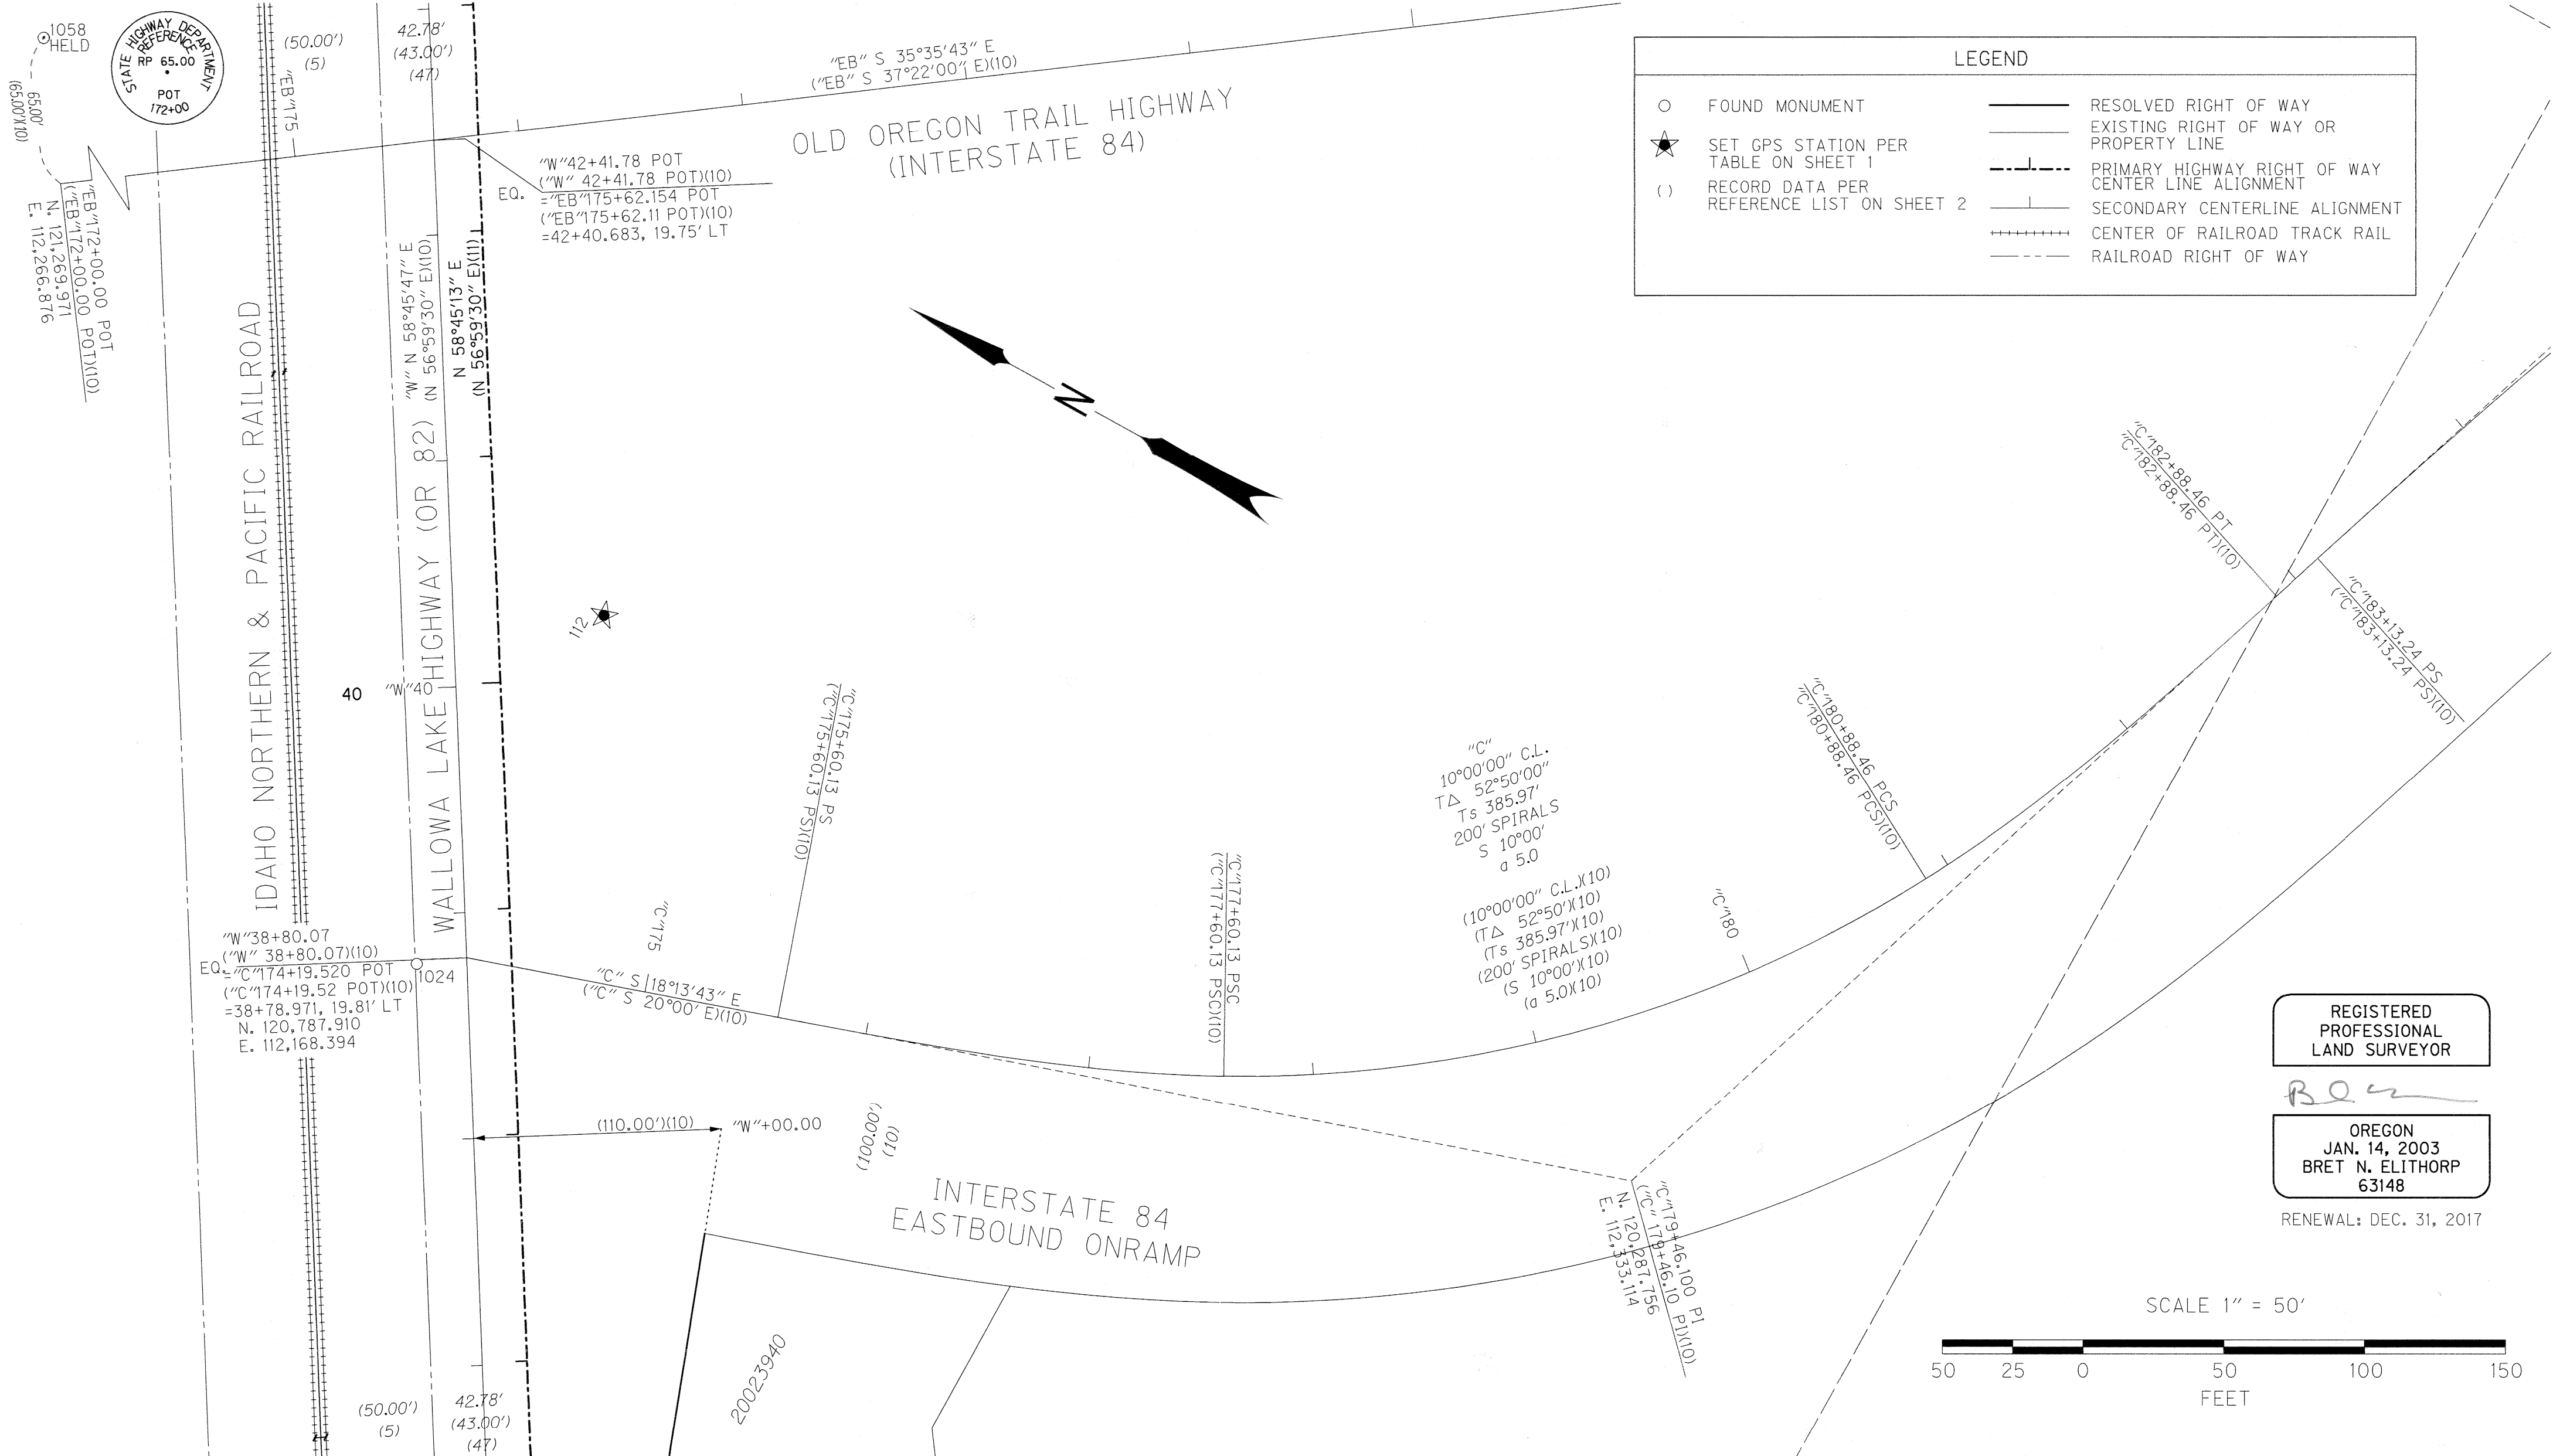 1058
HELD
65.00'
(65.00')(10)
STATE HIGHWAY DEPARTMENT
REFERENCE
RP 65.00
POT
172+00
"EB"172+00.00 POT
("EB"172+00.00 POT)(10)
N. 121,269.971
E. 112,266.876
(50.00')
(5)
"EB"175
42.78'
(43.00')
(47)
"EB" S 35°35'43" E
("EB" S 37°22'00" E)(10)
OLD OREGON TRAIL HIGHWAY
(INTERSTATE 84)
EQ.
"W"42+41.78 POT
("W" 42+41.78 POT)(10)
="EB"175+62.154 POT
("EB"175+62.11 POT)(10)
=42+40.683, 19.75' LT
"W" N 58°45'47" E
(N 56°59'30" E)(10)
N 58°45'13" E
(N 56°59'30" E)(11)
IDAHO NORTHERN & PACIFIC RAILROAD
WALLOWA LAKE HIGHWAY (OR 82)
N
LEGEND
FOUND MONUMENT
SET GPS STATION PER
TABLE ON SHEET 1
( ) RECORD DATA PER
REFERENCE LIST ON SHEET 2
RESOLVED RIGHT OF WAY
EXISTING RIGHT OF WAY OR
PROPERTY LINE
PRIMARY HIGHWAY RIGHT OF WAY
CENTER LINE ALIGNMENT
SECONDARY CENTERLINE ALIGNMENT
CENTER OF RAILROAD TRACK RAIL
RAILROAD RIGHT OF WAY
112
40
"W"40
"C"175+60.13 PS
("C"175+60.13 PS)(10)
"C"177+60.13 PSC
("C"177+60.13 PSC)(10)
"C"
10°00'00" C.L.
T△ 52°50'00"
Ts 385.97'
200' SPIRALS
S 10°00'
a 5.0
(10°00'00" C.L.)(10)
(T△ 52°50')(10)
(Ts 385.97')(10)
(200' SPIRALS)(10)
(S 10°00')(10)
(a 5.0)(10)
"C"180
"C"180+88.46 PCS
"C"180+88.46 PCS)(10)
"C"182+88.46 PT
"C"182+88.46 PT)(10)
"C"183+13.24 PS
("C"183+13.24 PS)(10)
EQ.
"W"38+80.07
("W" 38+80.07)(10)
="C"174+19.520 POT
("C"174+19.52 POT)(10)
=38+78.971, 19.81' LT
N. 120,787.910
E. 112,168.394
1024
"C"175
"C" S 18°13'43" E
("C" S 20°00' E)(10)
(110.00')(10)
"W"+00.00
(100.00')
(10)
INTERSTATE 84
EASTBOUND ONRAMP
"C"179+46.100 PI
("C" 179+46.10 PI)(10)
N. 120,287.756
E. 112,333.114
20023940
(50.00')
(5)
42.78'
(43.00')
(47)
REGISTERED
PROFESSIONAL
LAND SURVEYOR
OREGON
JAN. 14, 2003
BRET N. ELITHORP
63148
RENEWAL: DEC. 31, 2017
SCALE 1" = 50'
50 25 0 50 100 150
FEET